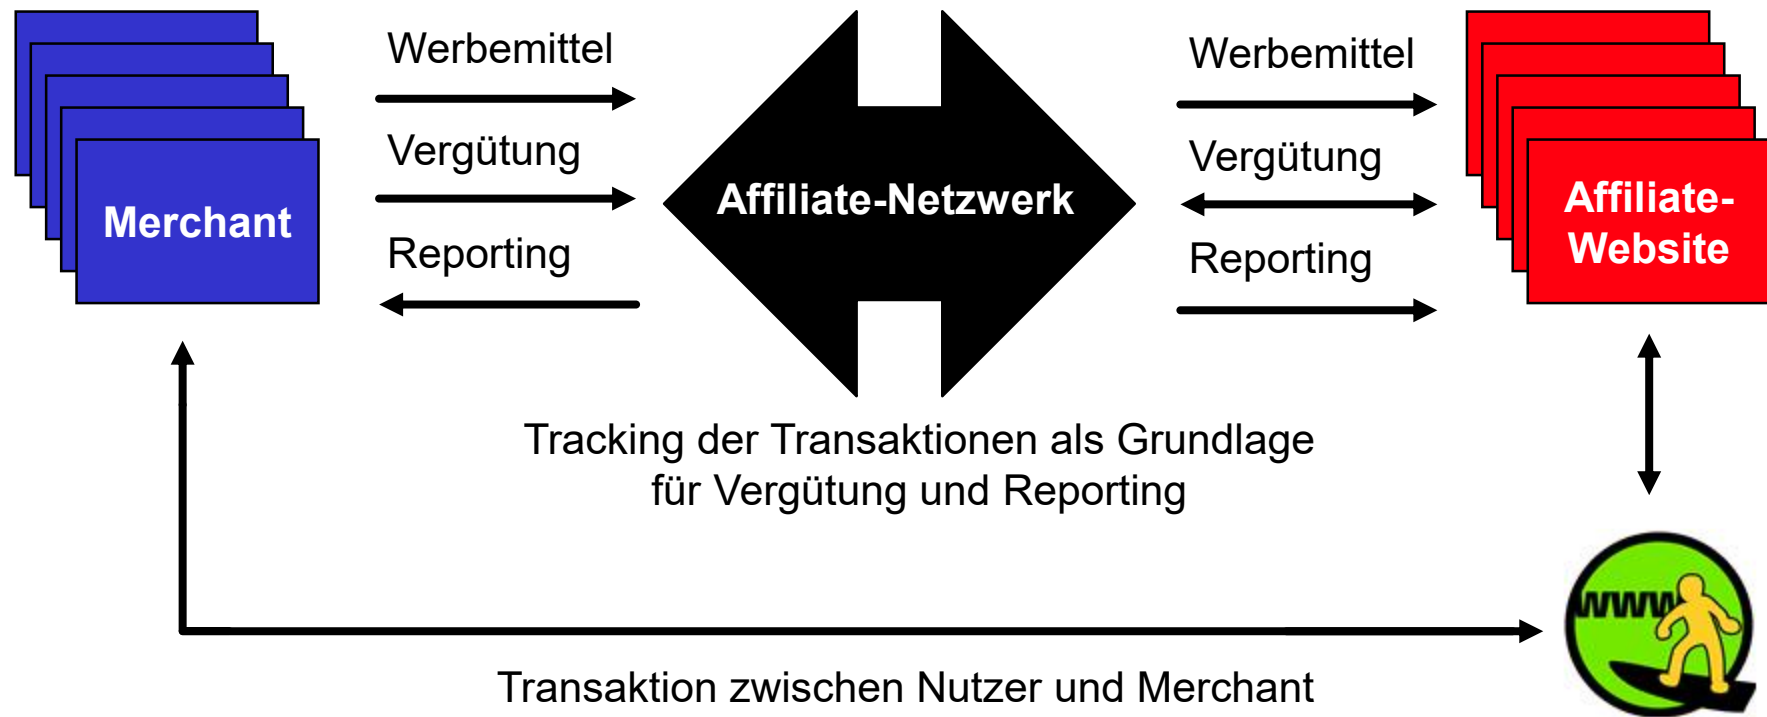 Werbemittel
Vergütung
Reporting
Merchant
Affiliate-Netzwerk
Werbemittel
Vergütung
Reporting
Affiliate-
Website
Tracking der Transaktionen als Grundlage
für Vergütung und Reporting
www
Transaktion zwischen Nutzer und Merchant